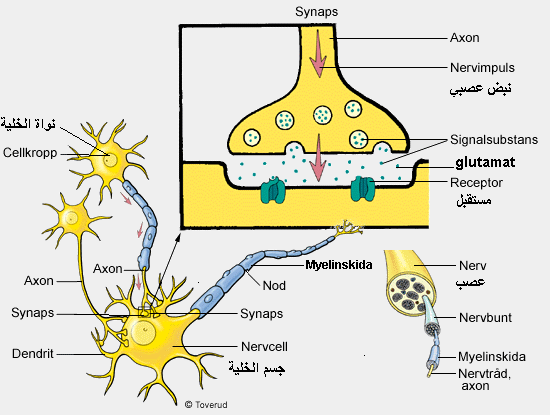 Synaps
Axon
Nervimpuls
نبض عصبي
Signalsubstans
glutamat
Receptor
مستقبل
نواة الخلية
Cellkropp
Axon
Axon
Synaps
Dendrit
Myelinskida
Nod
Synaps
Nervcell
جسم الخلية
Nerv
عصب
Nervbunt
Myelinskida
Nervtråd,
axon
© Toverud